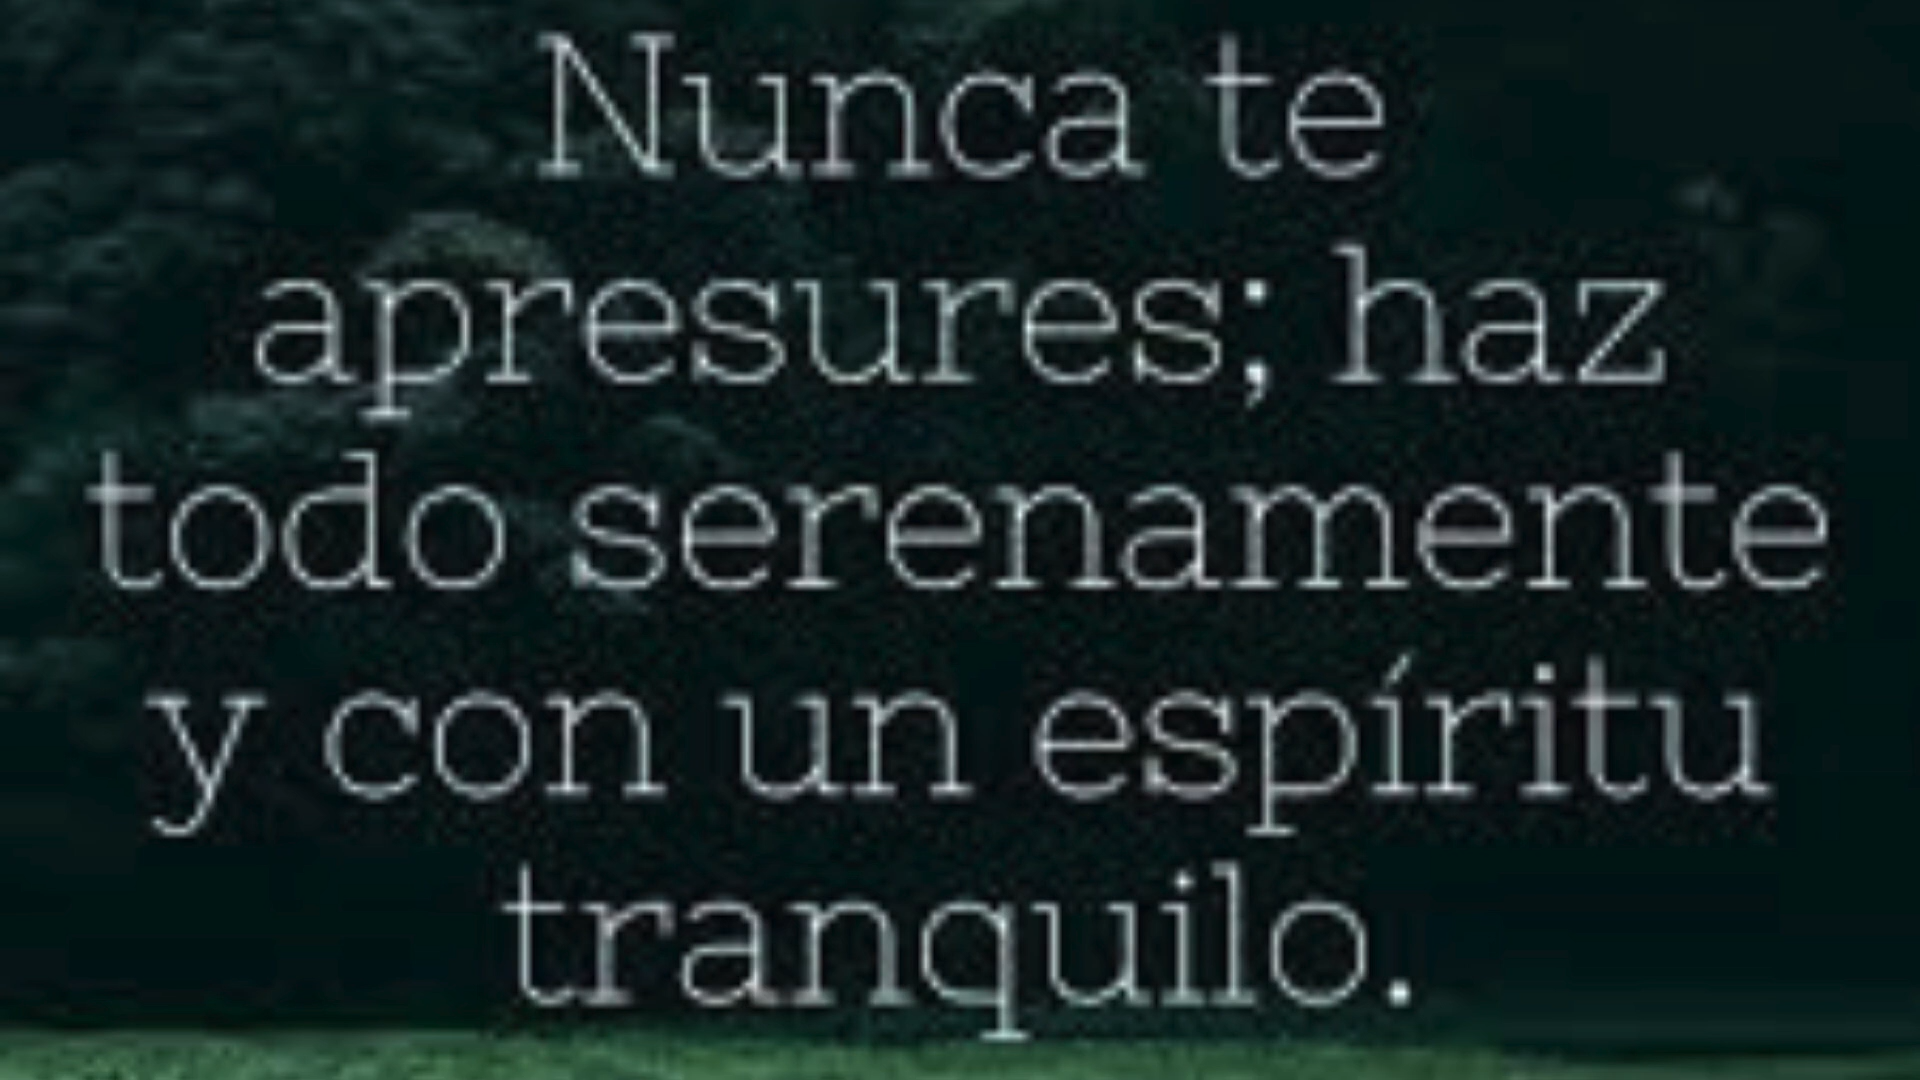 Nunca te
apresures; haz
todo serenamente
y con un espíritu
tranquilo.